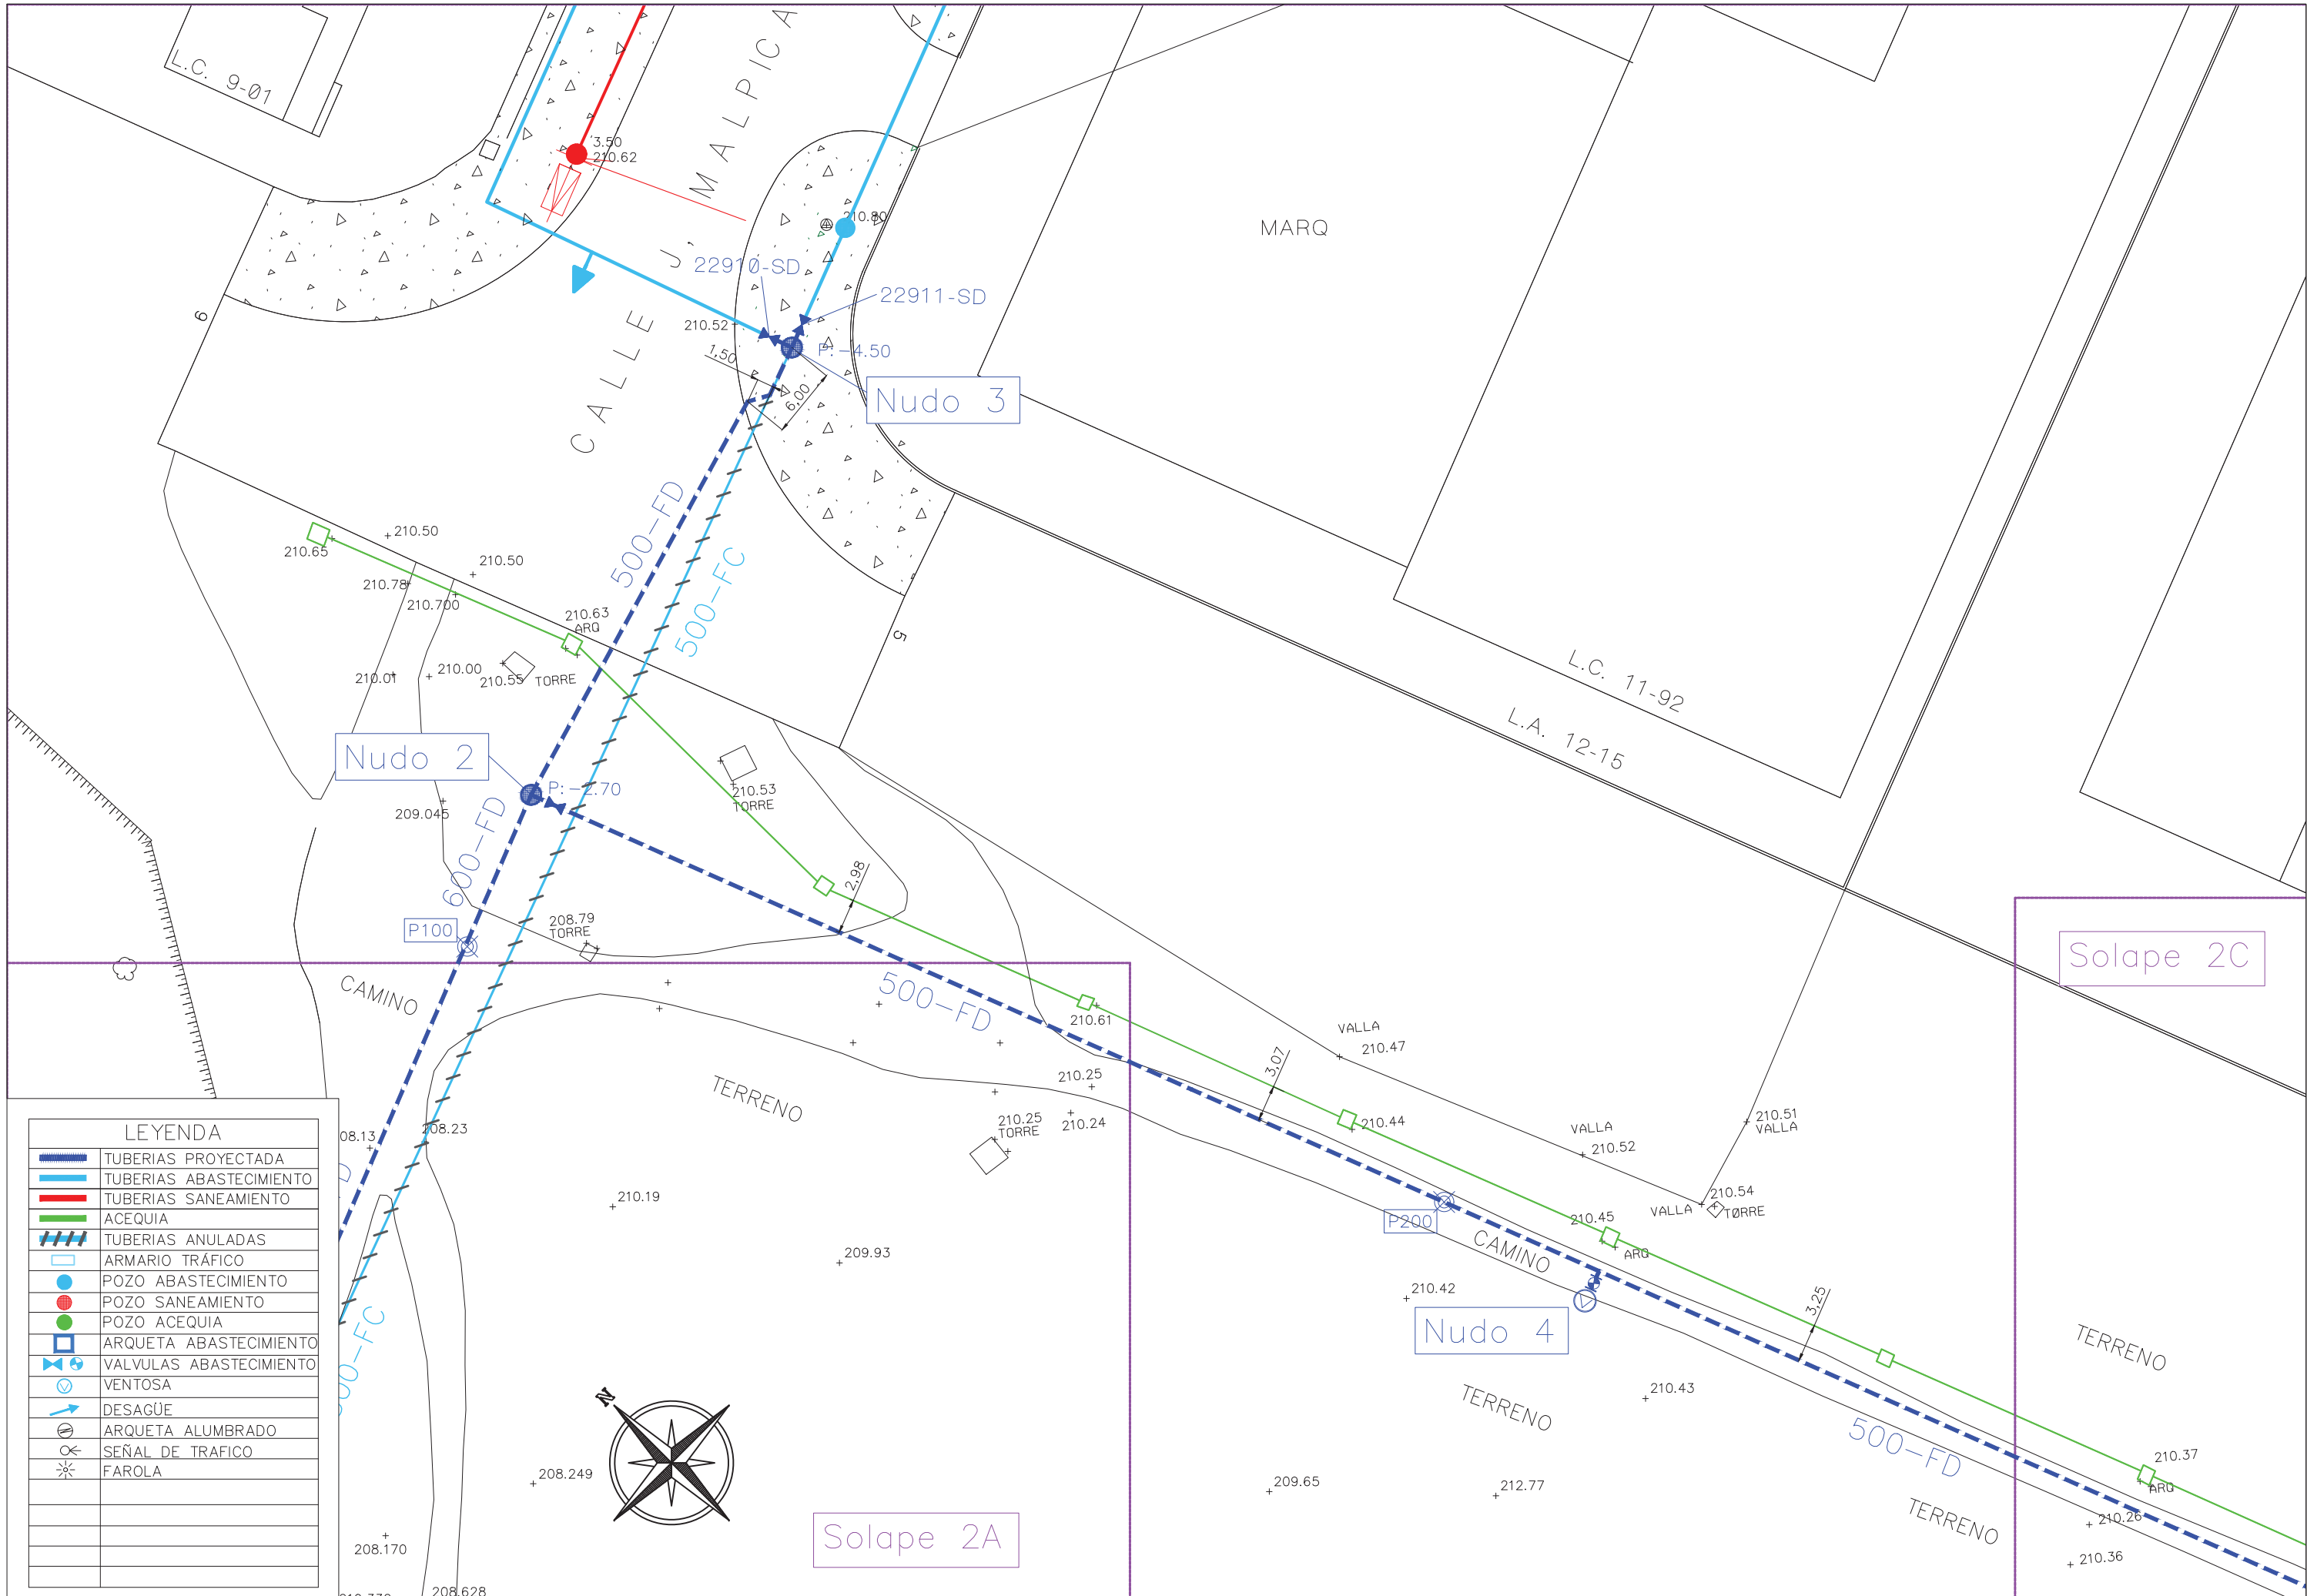 L.C. 9-01
3.50
210.62
CALLE J. MALPICA
210.80
MARQ
22910-SD
22911-SD
210.52
P:-4.50
1,50
6,00
Nudo 3
9
500-FD
500-FC
210.50
210.65
210.50
210.78
210.700
210.63
ARQ
5
210.01
210.00
210.55
TORRE
L.C. 11-92
L.A. 12-15
Nudo 2
P:-2.70
210.53
TORRE
209.045
600-FD
2,98
P100
208.79
TORRE
Solape 2C
CAMINO
500-FD
210.61
VALLA
210.47
3,07
210.25
TERRENO
210.25
TORRE
210.24
210.44
VALLA
210.52
210.51
VALLA
08.13
208.23
210.54
VALLA
TORRE
210.19
P200
210.45
ARQ
CAMINO
209.93
210.42
Nudo 4
3,25
TERRENO
TERRENO
210.43
500-FD
210.37
ARQ
208.249
209.65
212.77
TERRENO
210.26
210.36
N
Solape 2A
208.170
208.628
LEYENDA
TUBERIAS PROYECTADA
TUBERIAS ABASTECIMIENTO
TUBERIAS SANEAMIENTO
ACEQUIA
TUBERIAS ANULADAS
ARMARIO TRÁFICO
POZO ABASTECIMIENTO
POZO SANEAMIENTO
POZO ACEQUIA
ARQUETA ABASTECIMIENTO
VALVULAS ABASTECIMIENTO
VENTOSA
DESAGÜE
ARQUETA ALUMBRADO
SEÑAL DE TRAFICO
FAROLA